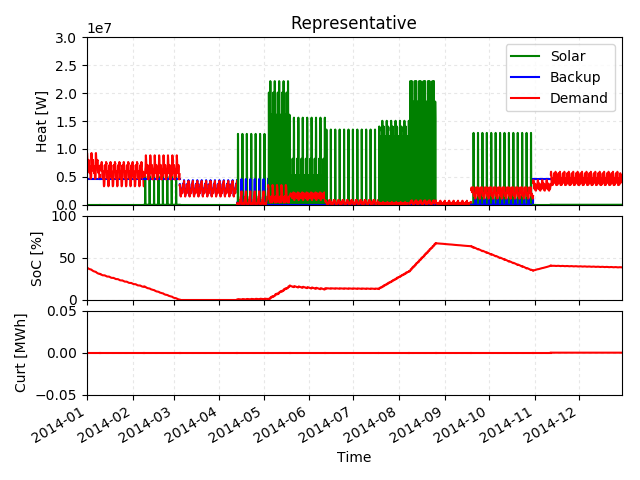 Representative
1e7
3.0
2.5
2.0
1.5
1.0
0.5
0.0
Heat [W]
Solar
Backup
Demand
100
50
0
SoC [%]
0.05
0.00
−0.05
Curt [MWh]
2014-01
2014-02
2014-03
2014-04
2014-05
2014-06
2014-07
2014-08
2014-09
2014-10
2014-11
2014-12
Time